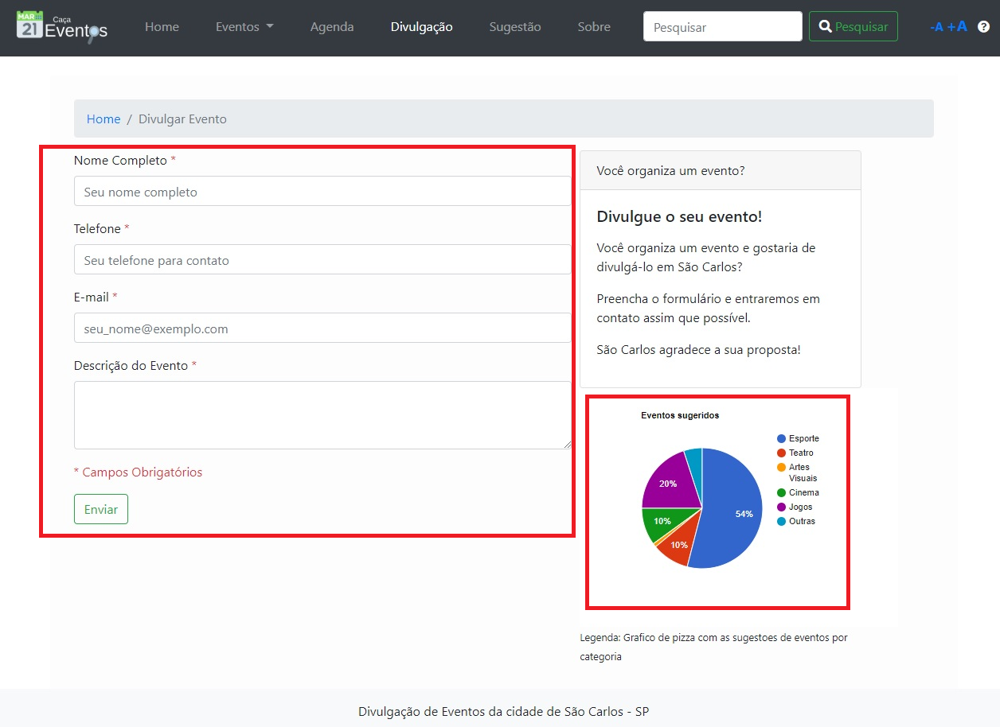 MAR
21
Caça
Eventos
Home
Eventos
Agenda
Divulgação
Sugestão
Sobre
Pesquisar
Pesquisar
-A +A ?
Home / Divulgar Evento
Nome Completo *
Seu nome completo
Telefone *
Seu telefone para contato
E-mail *
seu_nome@exemplo.com
Descrição do Evento *
* Campos Obrigatórios
Enviar
Você organiza um evento?
Divulgue o seu evento!
Você organiza um evento e gostaria de
divulgá-lo em São Carlos?
Preencha o formulário e entraremos em
contato assim que possível.
São Carlos agradece a sua proposta!
Eventos sugeridos
20%
10%
10%
54%
Esporte
Teatro
Artes
Visuais
Cinema
Jogos
Outras
Legenda: Grafico de pizza com as sugestoes de eventos por
categoria
Divulgação de Eventos da cidade de São Carlos - SP